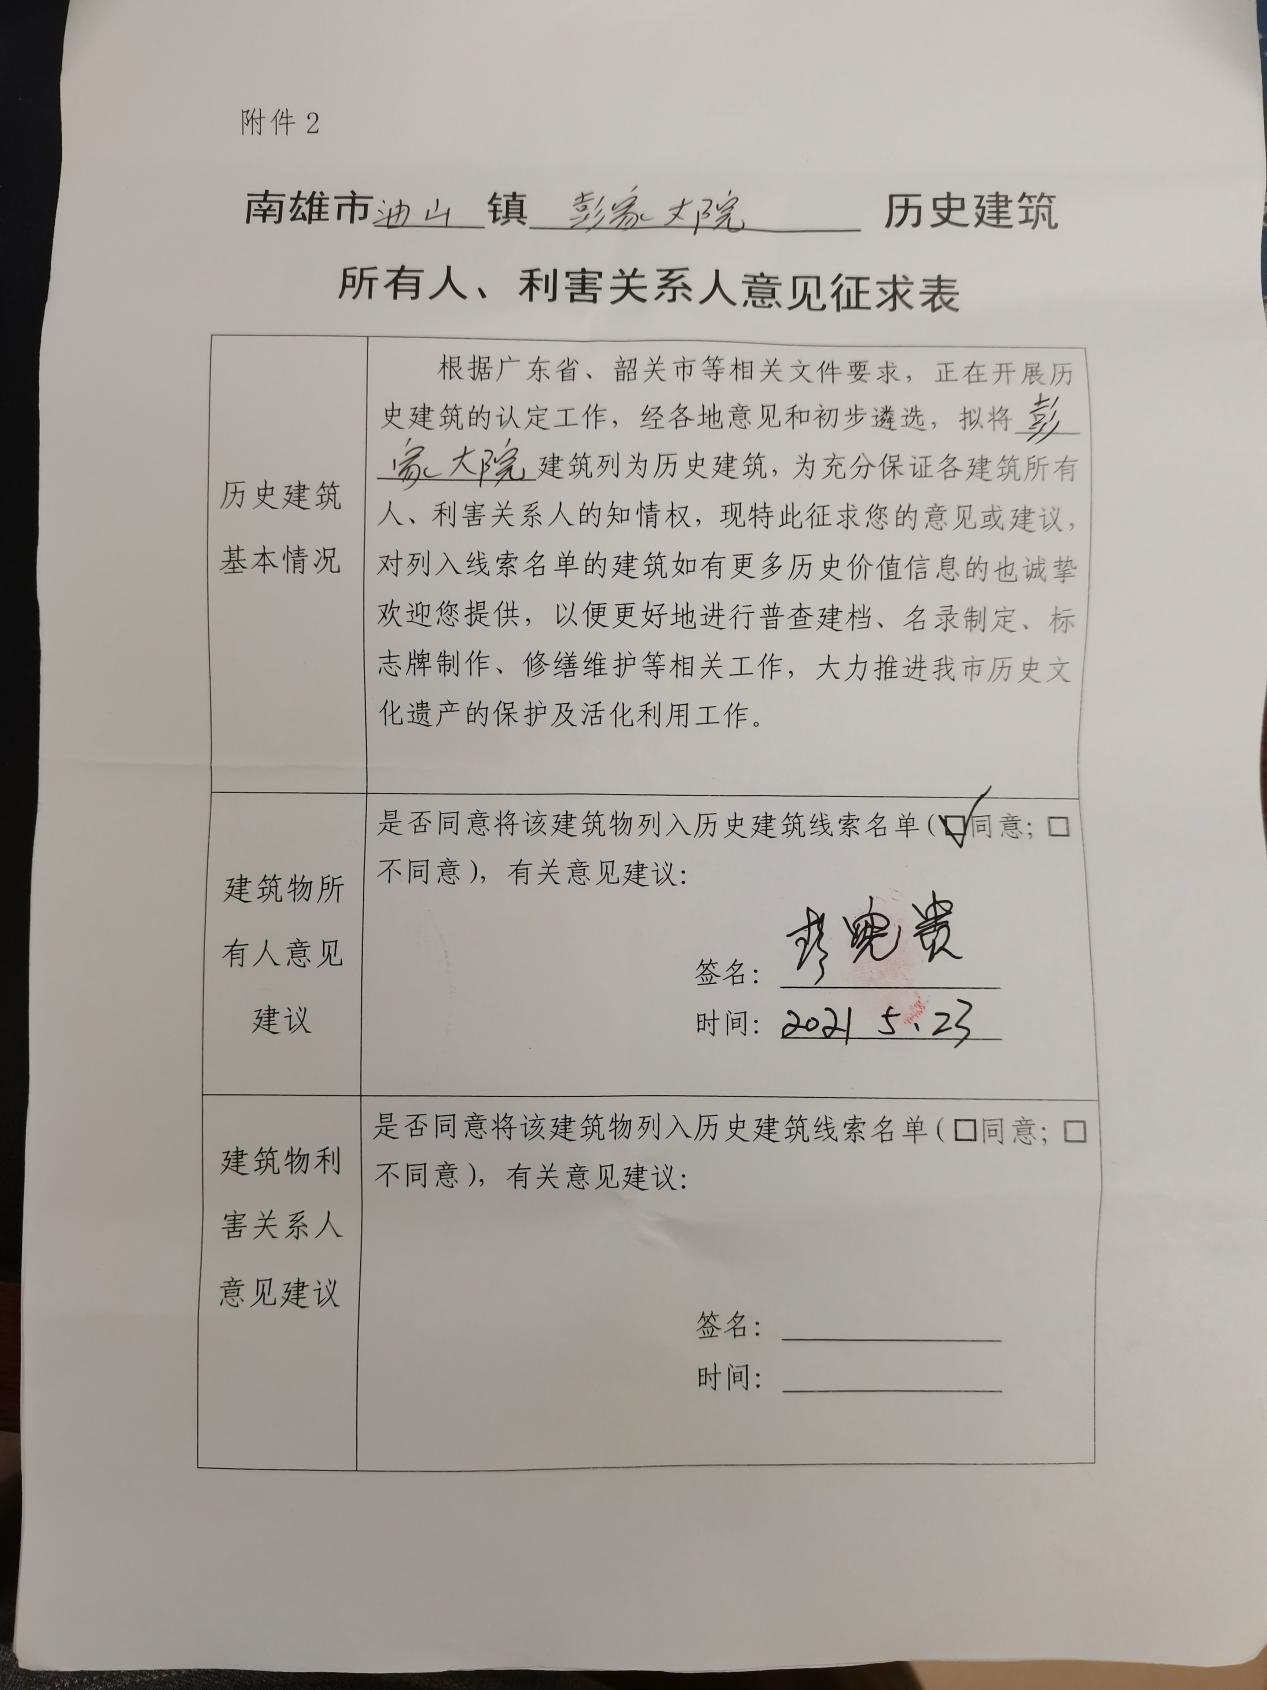 附件2
南雄市油山镇彭家大院历史建筑
所有人、利害关系人意见征求表
历史建筑
基本情况
根据广东省、韶关市等相关文件要求，正在开展历
史建筑的认定工作，经各地意见和初步遴选，拟将彭
家大院建筑列为历史建筑，为充分保证各建筑所有
人、利害关系人的知情权，现特此征求您的意见或建议，
对列入线索名单的建筑如有更多历史价值信息的也诚挚
欢迎您提供，以便更好地进行普查建档、名录制定、标
志牌制作、修缮维护等相关工作，大力推进我市历史文
化遗产的保护及活化利用工作。
建筑物所
有人意见
建议
是否同意将该建筑物列入历史建筑线索名单（☑同意；□
不同意），有关意见建议：
签名：彭 贵
时间：2021 5.23
建筑物利
害关系人
意见建议
是否同意将该建筑物列入历史建筑线索名单（□同意；□
不同意），有关意见建议：
签名：
时间：